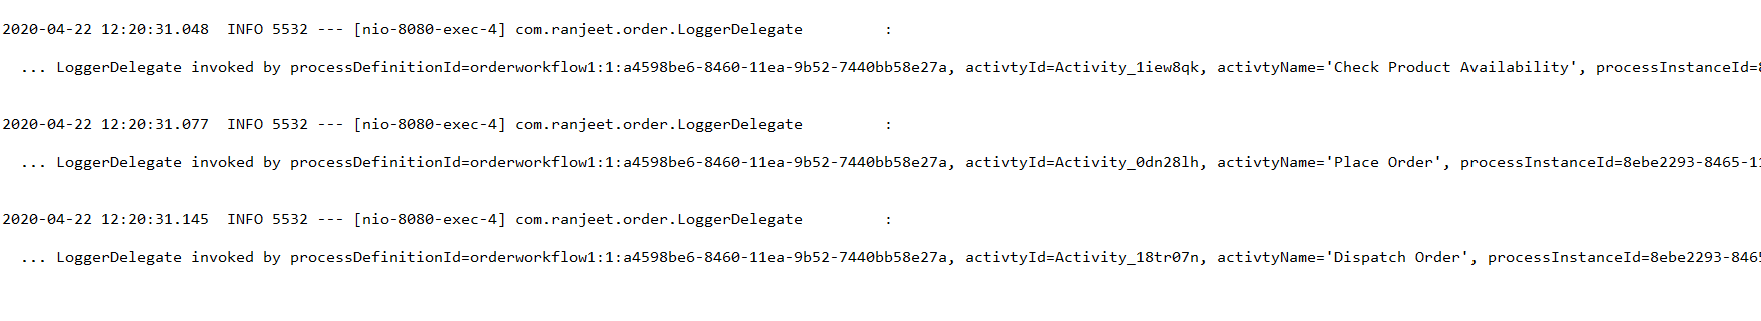 2020-04-22 12:20:31.048  INFO 5532 --- [nio-8080-exec-4] com.ranjeet.order.LoggerDelegate         :
  ... LoggerDelegate invoked by processDefinitionId=orderworkflow1:1:a4598be6-8460-11ea-9b52-7440bb58e27a, activtyId=Activity_1iew8qk, activtyName='Check Product Availability', processInstanceId=8
2020-04-22 12:20:31.077  INFO 5532 --- [nio-8080-exec-4] com.ranjeet.order.LoggerDelegate         :
  ... LoggerDelegate invoked by processDefinitionId=orderworkflow1:1:a4598be6-8460-11ea-9b52-7440bb58e27a, activtyId=Activity_0dn28lh, activtyName='Place Order', processInstanceId=8ebe2293-8465-11
2020-04-22 12:20:31.145  INFO 5532 --- [nio-8080-exec-4] com.ranjeet.order.LoggerDelegate         :
  ... LoggerDelegate invoked by processDefinitionId=orderworkflow1:1:a4598be6-8460-11ea-9b52-7440bb58e27a, activtyId=Activity_18tr07n, activtyName='Dispatch Order', processInstanceId=8ebe2293-8465